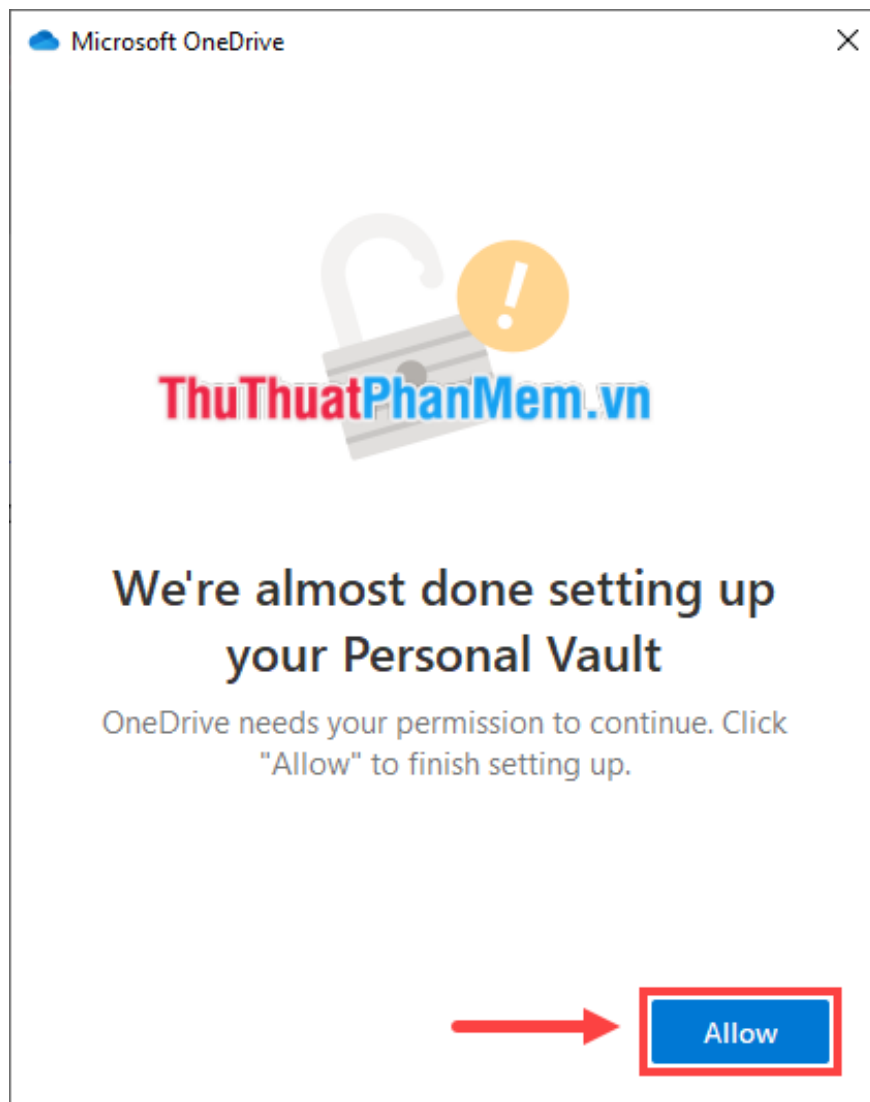 Microsoft OneDrive
ThuThuatPhanMem.vn
We're almost done setting up
your Personal Vault
OneDrive needs your permission to continue. Click
"Allow" to finish setting up.
Allow